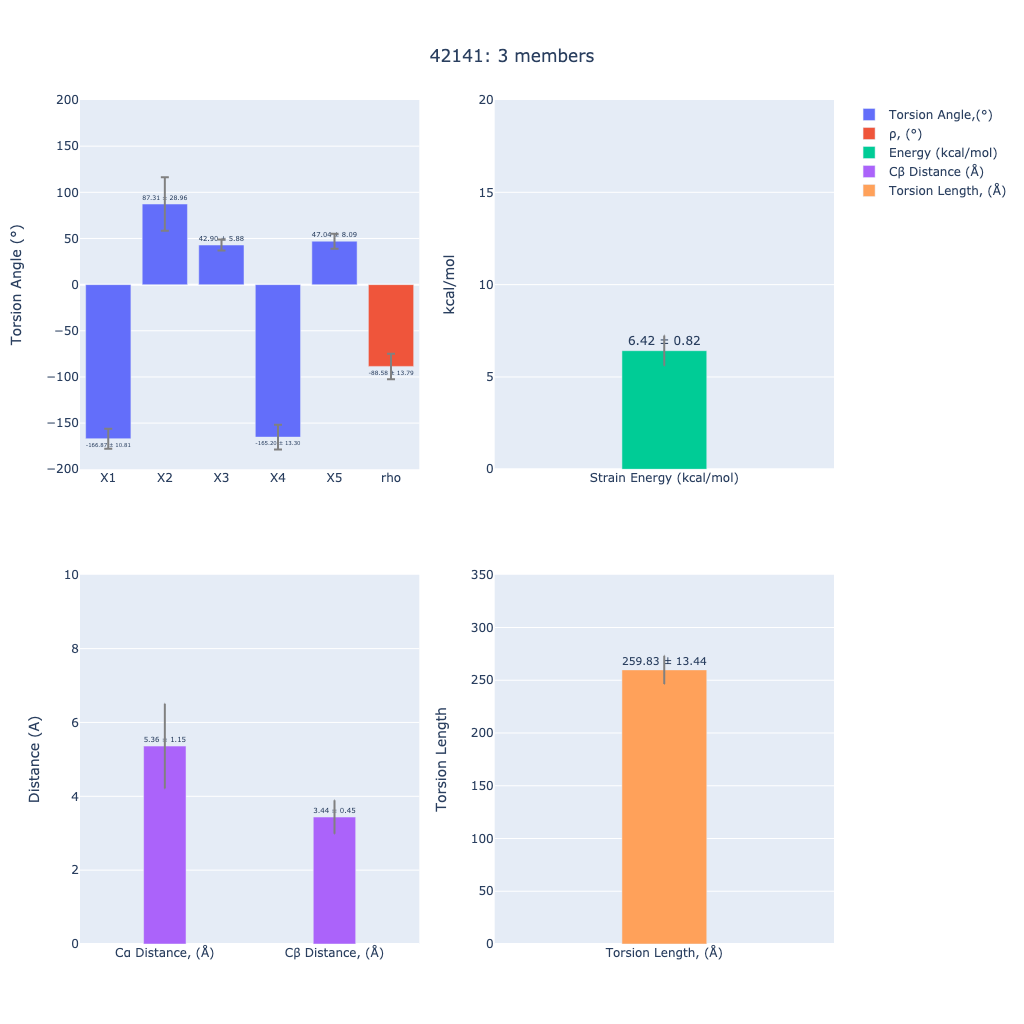 42141: 3 members
Torsion Angle (°)
200
150
100
50
0
−50
−100
−150
−200
-166.87 ± 10.81
87.31 ± 28.96
42.90 ± 5.88
-165.20 ± 13.30
47.04 ± 8.09
-88.58 ± 13.79
X1
X2
X3
X4
X5
rho
kcal/mol
20
15
10
5
0
6.42 ± 0.82
Strain Energy (kcal/mol)
Torsion Angle,(°)
ρ, (°)
Energy (kcal/mol)
Cβ Distance (Å)
Torsion Length, (Å)
Distance (A)
10
8
6
4
2
0
5.36 ± 1.15
3.44 ± 0.45
Cα Distance, (Å)
Cβ Distance, (Å)
Torsion Length
350
300
250
200
150
100
50
0
259.83 ± 13.44
Torsion Length, (Å)